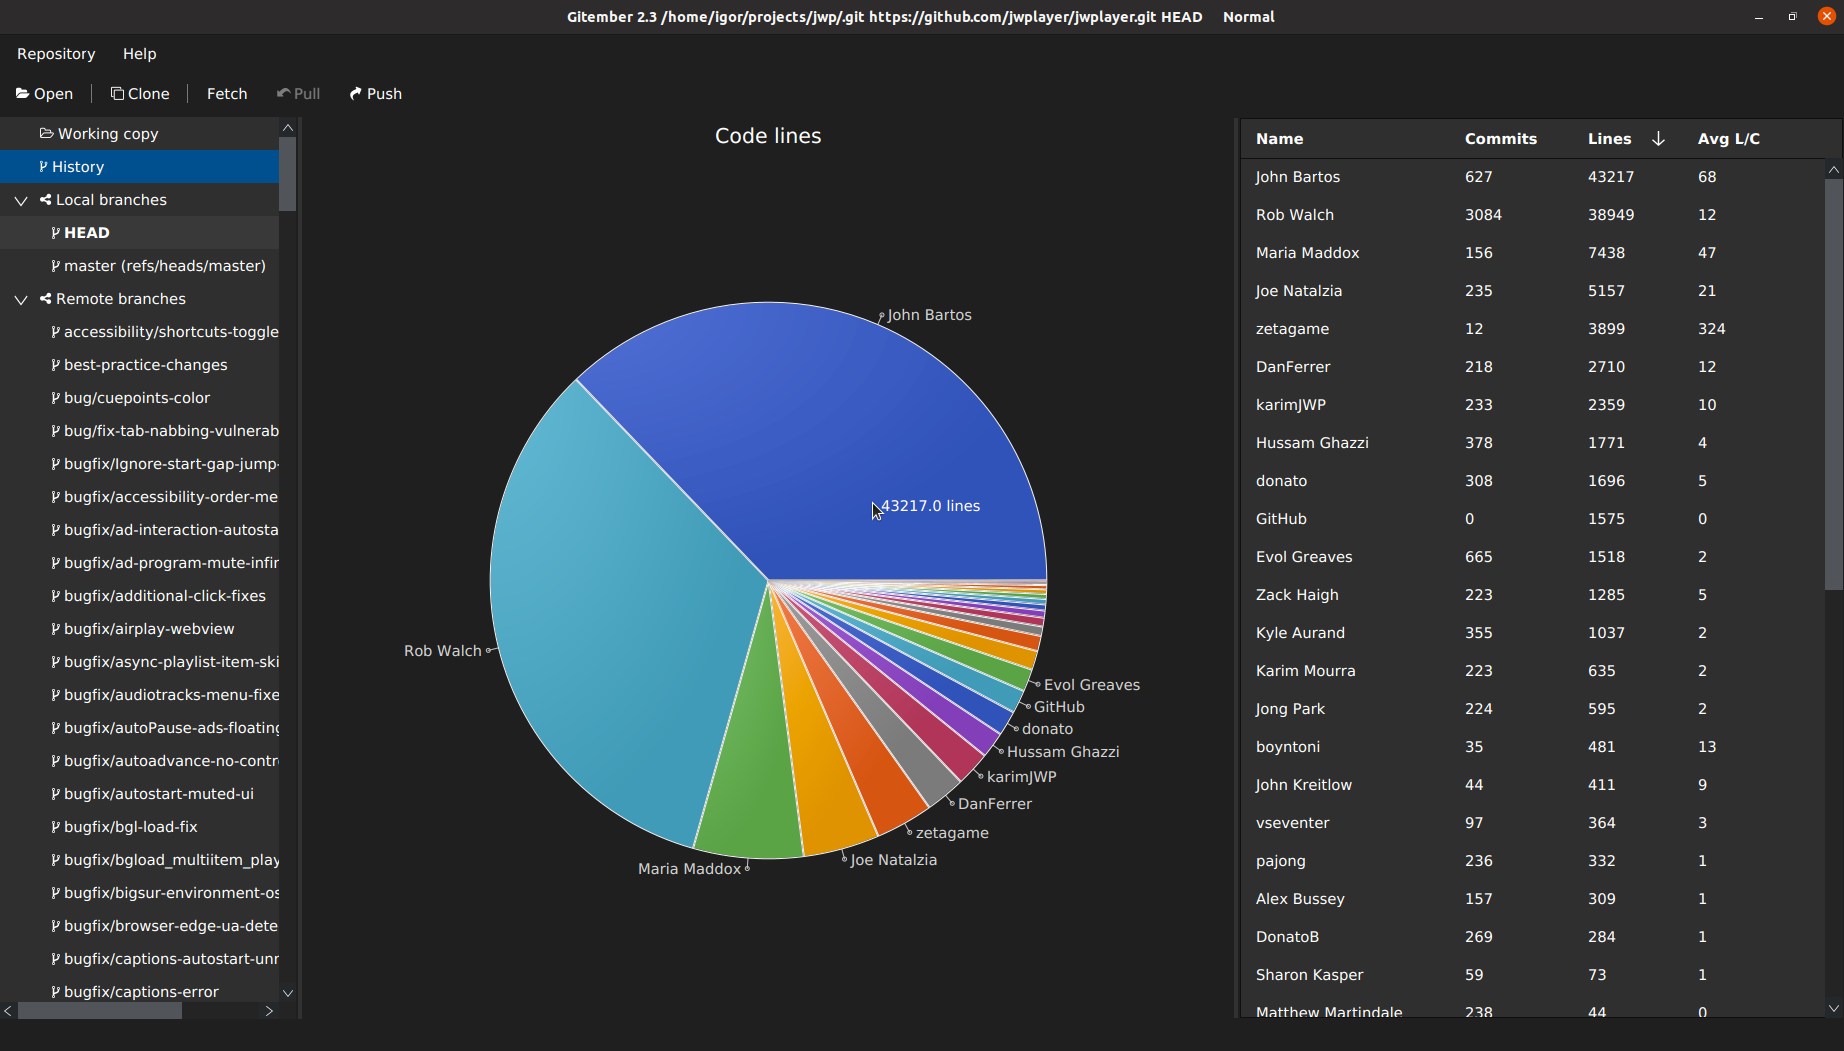 Gitember 2.3 /home/igor/projects/jwp/.git https://github.com/jwplayer/jwplayer.git HEAD Normal
Repository Help
Open Clone Fetch Pull Push
Working copy
History
Local branches
HEAD
master (refs/heads/master)
Remote branches
accessibility/shortcuts-toggle
best-practice-changes
bug/cuepoints-color
bug/fix-tab-nabbing-vulnerab
bugfix/Ignore-start-gap-jump-
bugfix/accessibility-order-me
bugfix/ad-interaction-autosta
bugfix/ad-program-mute-infir
bugfix/additional-click-fixes
bugfix/airplay-webview
bugfix/async-playlist-item-ski
bugfix/audiotracks-menu-fixe
bugfix/autoPause-ads-floating
bugfix/autoadvance-no-contr
bugfix/autostart-muted-ui
bugfix/bgl-load-fix
bugfix/bgload_multiitem_play
bugfix/bigsur-environment-os
bugfix/browser-edge-ua-dete
bugfix/captions-autostart-unr
bugfix/captions-error
Code lines
John Bartos
43217.0 lines
Rob Walch
Evol Greaves
GitHub
donato
Hussam Ghazzi
karimJWP
DanFerrer
zetagame
Joe Natalzia
Maria Maddox
Name Commits Lines Avg L/C
John Bartos 627 43217 68
Rob Walch 3084 38949 12
Maria Maddox 156 7438 47
Joe Natalzia 235 5157 21
zetagame 12 3899 324
DanFerrer 218 2710 12
karimJWP 233 2359 10
Hussam Ghazzi 378 1771 4
donato 308 1696 5
GitHub 0 1575 0
Evol Greaves 665 1518 2
Zack Haigh 223 1285 5
Kyle Aurand 355 1037 2
Karim Mourra 223 635 2
Jong Park 224 595 2
boyntoni 35 481 13
John Kreitlow 44 411 9
vseventer 97 364 3
pajong 236 332 1
Alex Bussey 157 309 1
DonatoB 269 284 1
Sharon Kasper 59 73 1
Matthew Martindale 238 44 0